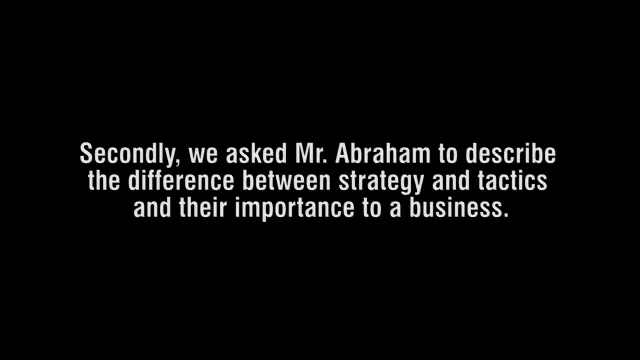 Secondly, we asked Mr. Abraham to describe
the difference between strategy and tactics
and their importance to a business.